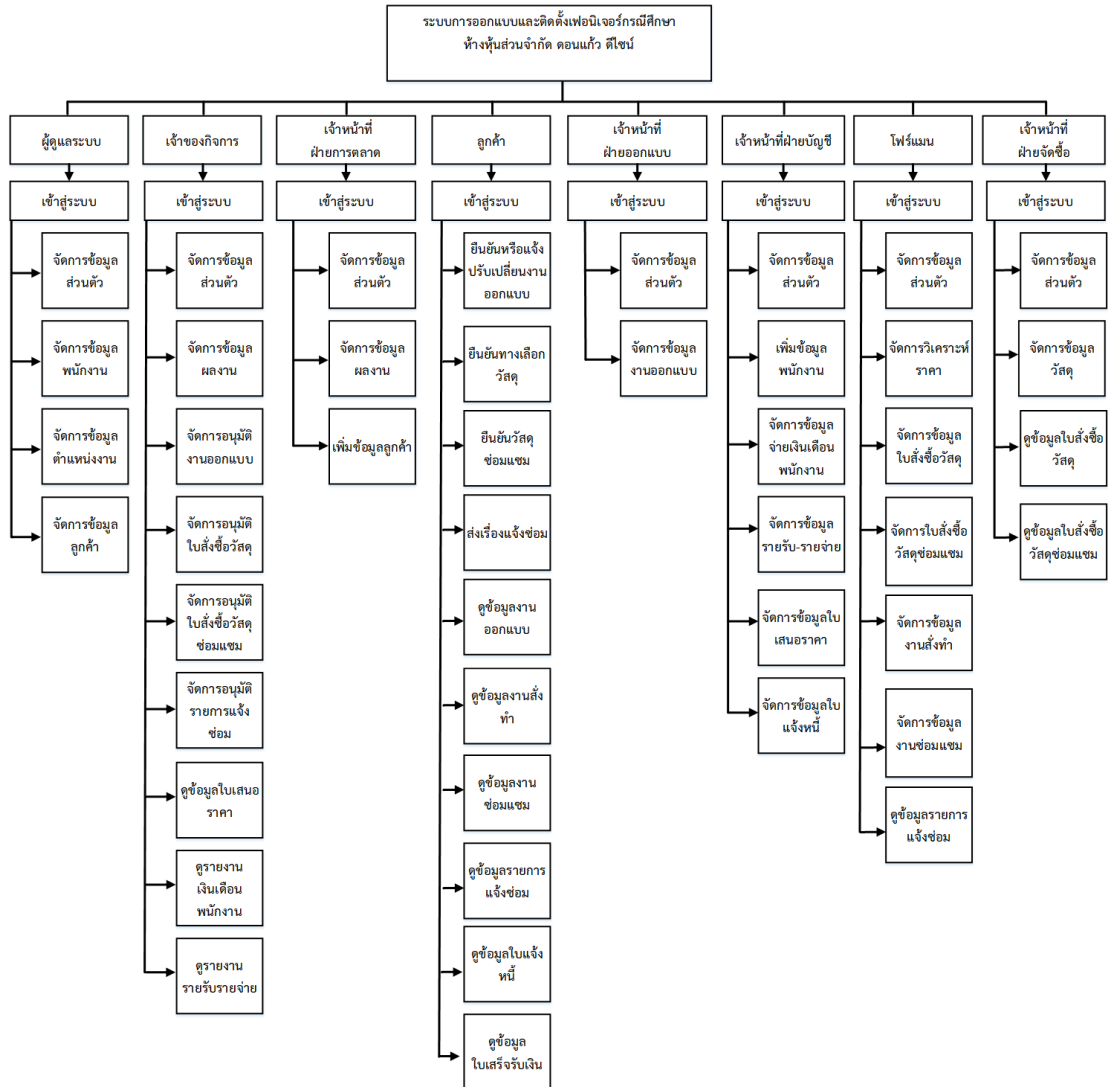 ระบบการออกแบบและติดตั้งเฟอนิเจอร์กรณีศึกษา
ห้างหุ้นส่วนจำกัด ดอนแก้ว ดีไซน์
ผู้ดูแลระบบ
เข้าสู่ระบบ
จัดการข้อมูล
ส่วนตัว
จัดการข้อมูล
พนักงาน
จัดการข้อมูล
ตำแหน่งงาน
จัดการข้อมูล
ลูกค้า
เจ้าของกิจการ
เข้าสู่ระบบ
จัดการข้อมูล
ส่วนตัว
จัดการข้อมูล
ผลงาน
จัดการอนุมัติ
งานออกแบบ
จัดการอนุมัติ
ใบสั่งซื้อวัสดุ
จัดการอนุมัติ
ใบสั่งซื้อวัสดุ
ซ่อมแซม
จัดการอนุมัติ
รายการแจ้ง
ซ่อม
ดูข้อมูลใบเสนอ
ราคา
ดูรายงาน
เงินเดือน
พนักงาน
ดูรายงาน
รายรับรายจ่าย
เจ้าหน้าที่
ฝ่ายการตลาด
เข้าสู่ระบบ
จัดการข้อมูล
ส่วนตัว
จัดการข้อมูล
ผลงาน
เพิ่มข้อมูลลูกค้า
ลูกค้า
เข้าสู่ระบบ
ยืนยันหรือแจ้ง
ปรับเปลี่ยนงาน
ออกแบบ
ยืนยันทางเลือก
วัสดุ
ยืนยันวัสดุ
ซ่อมแซม
ส่งเรื่องแจ้งซ่อม
ดูข้อมูลงาน
ออกแบบ
ดูข้อมูลงานสั่ง
ทำ
ดูข้อมูลงาน
ซ่อมแซม
ดูข้อมูลรายการ
แจ้งซ่อม
ดูข้อมูลใบแจ้ง
หนี้
ดูข้อมูล
ใบเสร็จรับเงิน
เจ้าหน้าที่
ฝ่ายออกแบบ
เข้าสู่ระบบ
จัดการข้อมูล
ส่วนตัว
จัดการข้อมูล
งานออกแบบ
เจ้าหน้าที่ฝ่ายบัญชี
เข้าสู่ระบบ
จัดการข้อมูล
ส่วนตัว
เพิ่มข้อมูล
พนักงาน
จัดการข้อมูล
จ่ายเงินเดือน
พนักงาน
จัดการข้อมูล
รายรับ-รายจ่าย
จัดการข้อมูลใบ
เสนอราคา
จัดการข้อมูลใบ
แจ้งหนี้
โฟร์แมน
เข้าสู่ระบบ
จัดการข้อมูล
ส่วนตัว
จัดการวิเคราะห์
ราคา
จัดการข้อมูล
ใบสั่งซื้อวัสดุ
จัดการใบสั่งซื้อ
วัสดุซ่อมแซม
จัดการข้อมูล
งานสั่งทำ
จัดการข้อมูล
งานซ่อมแซม
ดูข้อมูลรายการ
แจ้งซ่อม
เจ้าหน้าที่
ฝ่ายจัดซื้อ
เข้าสู่ระบบ
จัดการข้อมูล
ส่วนตัว
จัดการข้อมูล
วัสดุ
ดูข้อมูลใบสั่งซื้อ
วัสดุ
ดูข้อมูลใบสั่งซื้อ
วัสดุซ่อมแซม